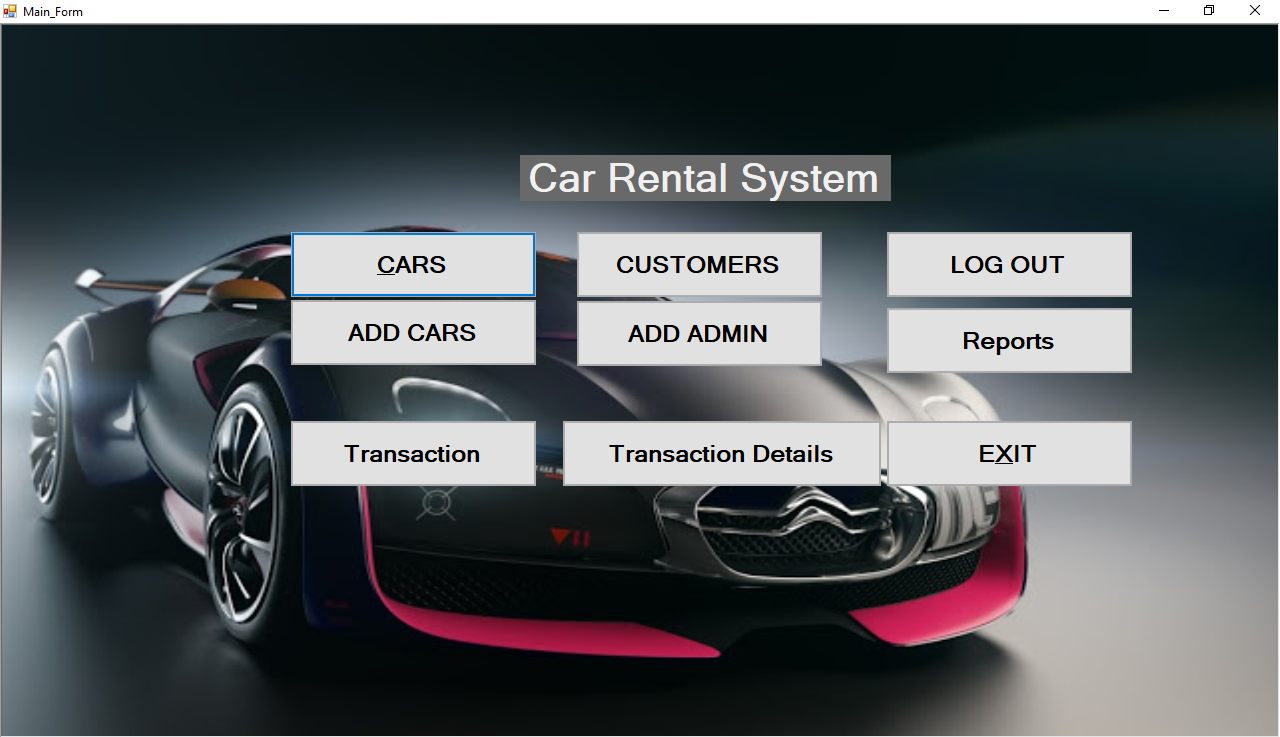 Main_Form
Car Rental System
CARS
CUSTOMERS
LOG OUT
ADD CARS
ADD ADMIN
Reports
Transaction
Transaction Details
EXIT